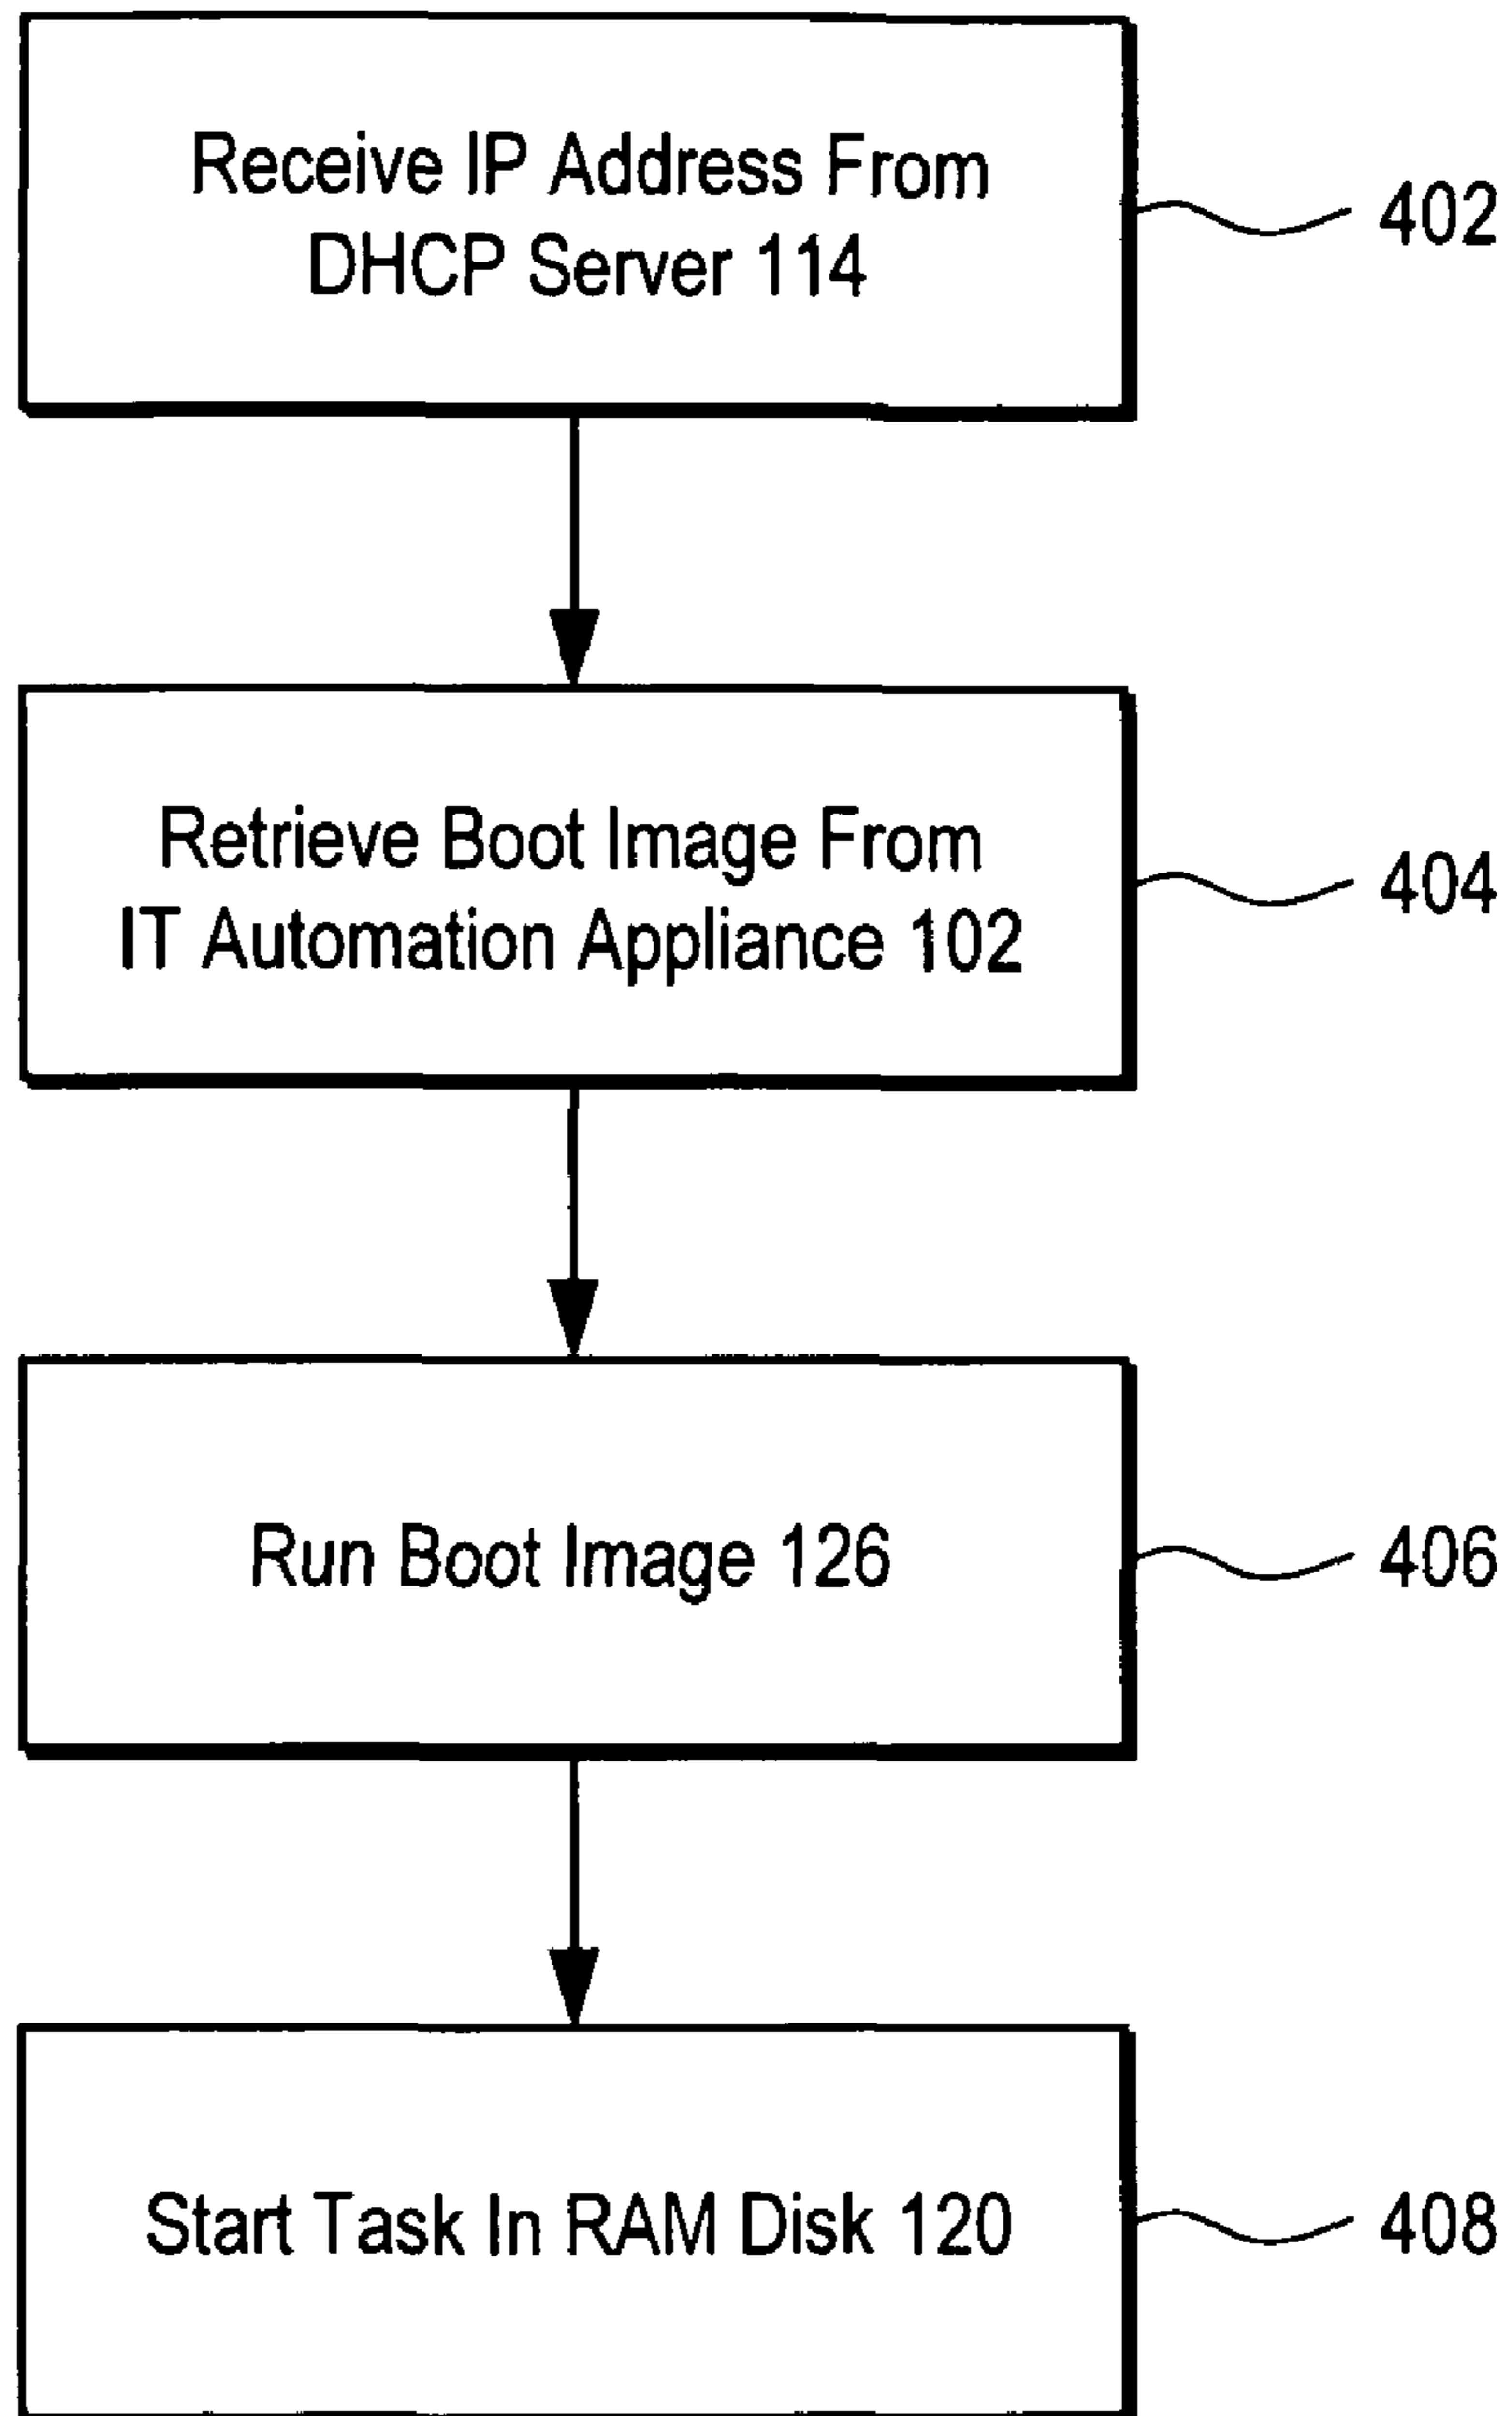 Receive IP Address From
DHCP Server 114
402
Retrieve Boot Image From
IT Automation Appliance 102
404
Run Boot Image 126
406
Start Task In RAM Disk 120
408